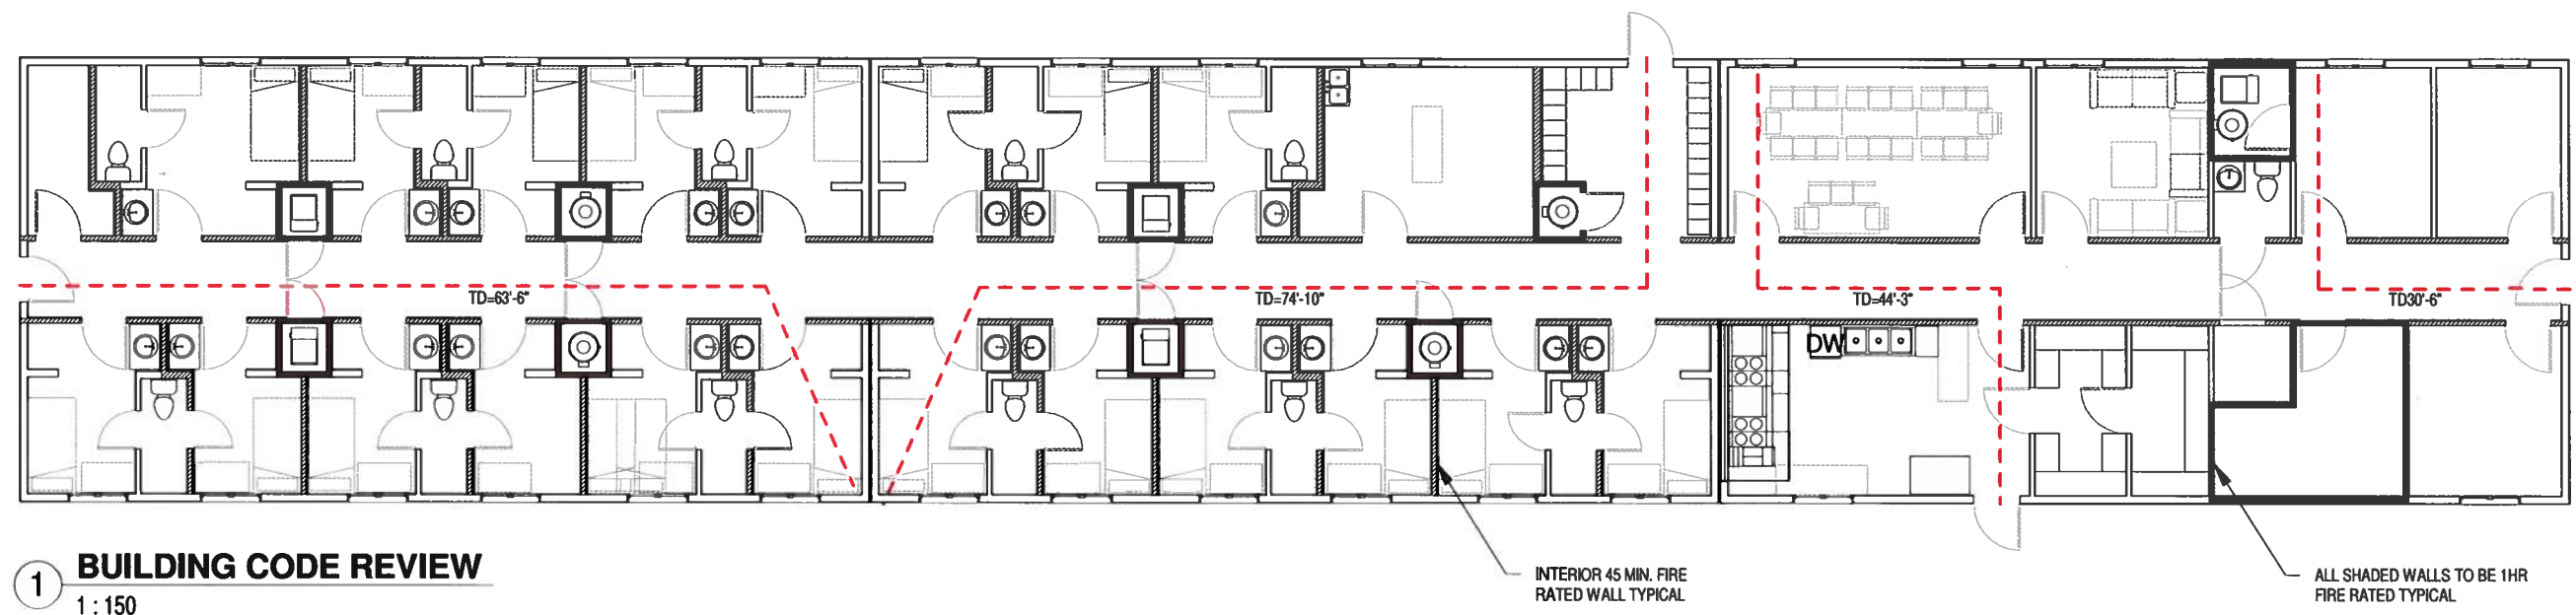 TD=63'-6"
TD=74'-10"
TD=44'-3"
TD30'-6"
DW
1
BUILDING CODE REVIEW
1 : 150
INTERIOR 45 MIN. FIRE
RATED WALL TYPICAL
ALL SHADED WALLS TO BE 1HR
FIRE RATED TYPICAL